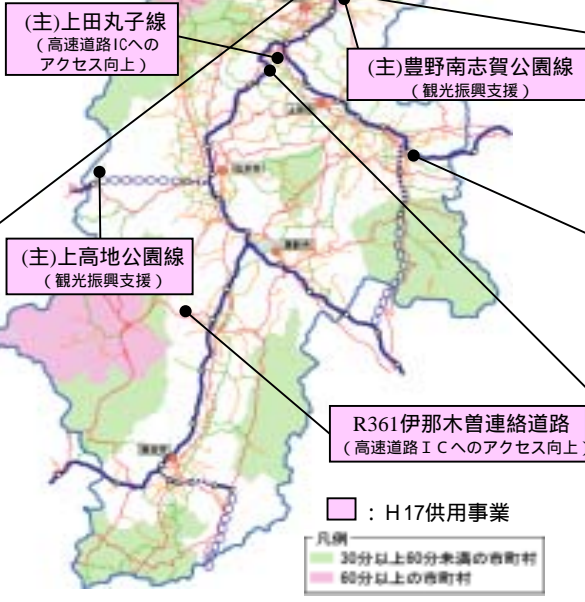 (主)上田丸子線
（高速道路ICへの
アクセス向上）
(主)豊野南志賀公園線
（観光振興支援）
(主)上高地公園線
（観光振興支援）
R361伊那木曽連絡道路
（高速道路ＩＣへのアクセス向上）
：H17供用事業
凡例
30分以上60分未満の市町村
60分以上の市町村